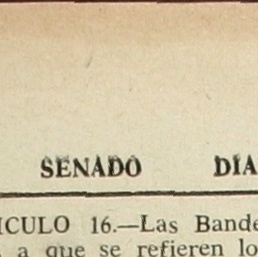 SENADO DIA
ICULO 16.—Las Bande
a que se refieren lo